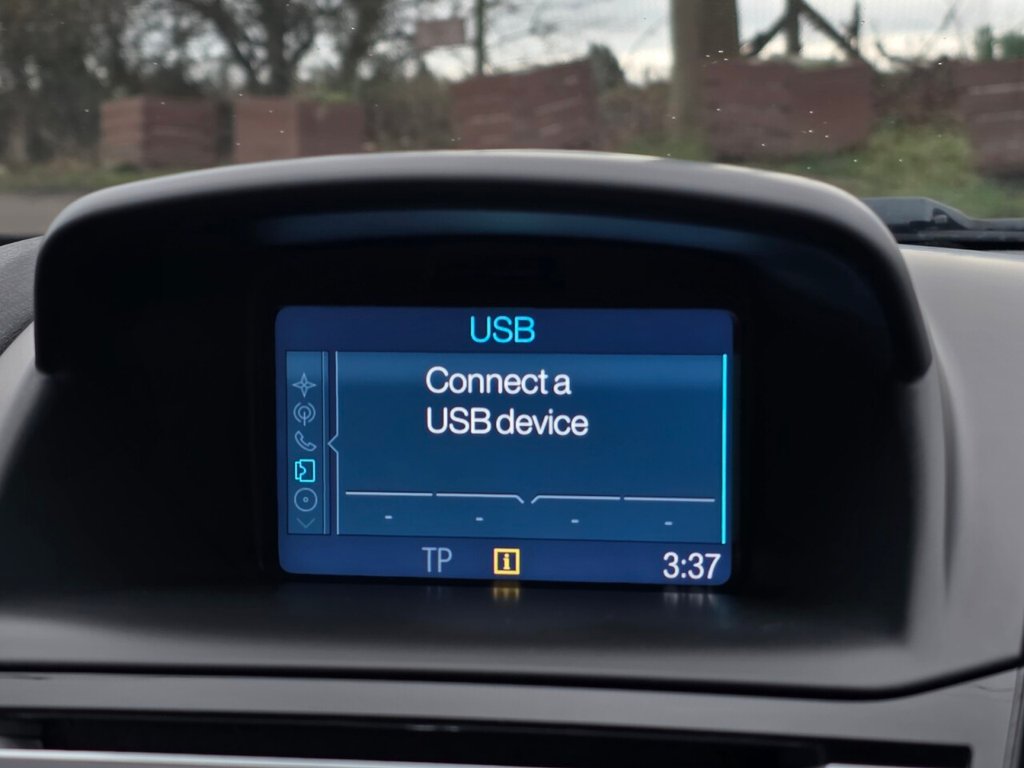 USB
Connect a
USB device
- - - -
TP i 3:37